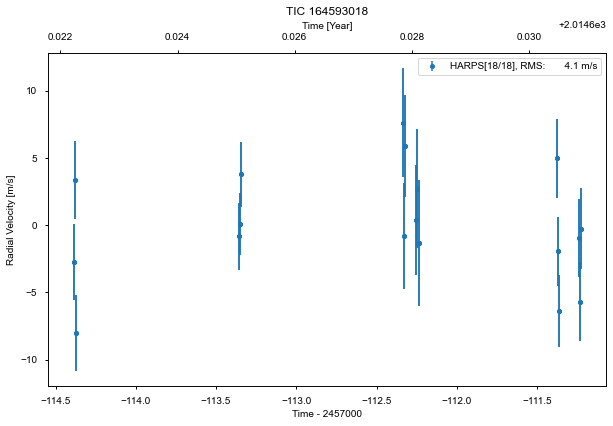 TIC 164593018
Time [Year]
0.022 0.024 0.026 0.028 0.030 +2.0146e3
HARPS[18/18], RMS: 4.1 m/s
Radial Velocity [m/s]
10
5
0
−5
−10
−114.5 −114.0 −113.5 −113.0 −112.5 −112.0 −111.5
Time - 2457000